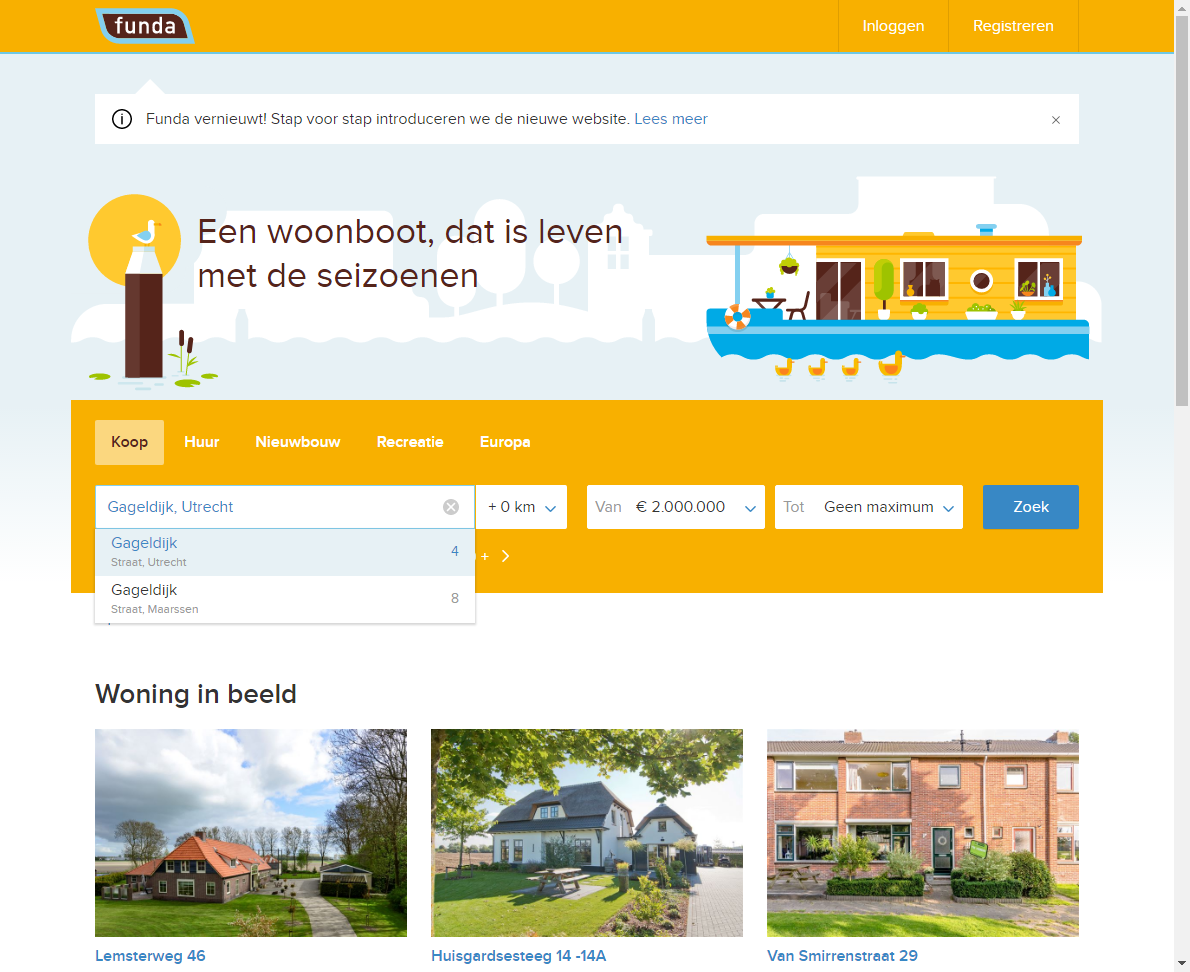 funda
Inloggen
Registreren
Funda vernieuwt! Stap voor stap introduceren we de nieuwe website. Lees meer
Een woonboot, dat is leven
met de seizoenen
Koop
Huur
Nieuwbouw
Recreatie
Europa
Gageldijk, Utrecht
+ 0 km
Van € 2.000.000
Tot Geen maximum
Zoek
Gageldijk
4
Straat, Utrecht
+
Gageldijk
8
Straat, Maarssen
Woning in beeld
Lemsterweg 46
Huisgardsesteeg 14 -14A
Van Smirrenstraat 29